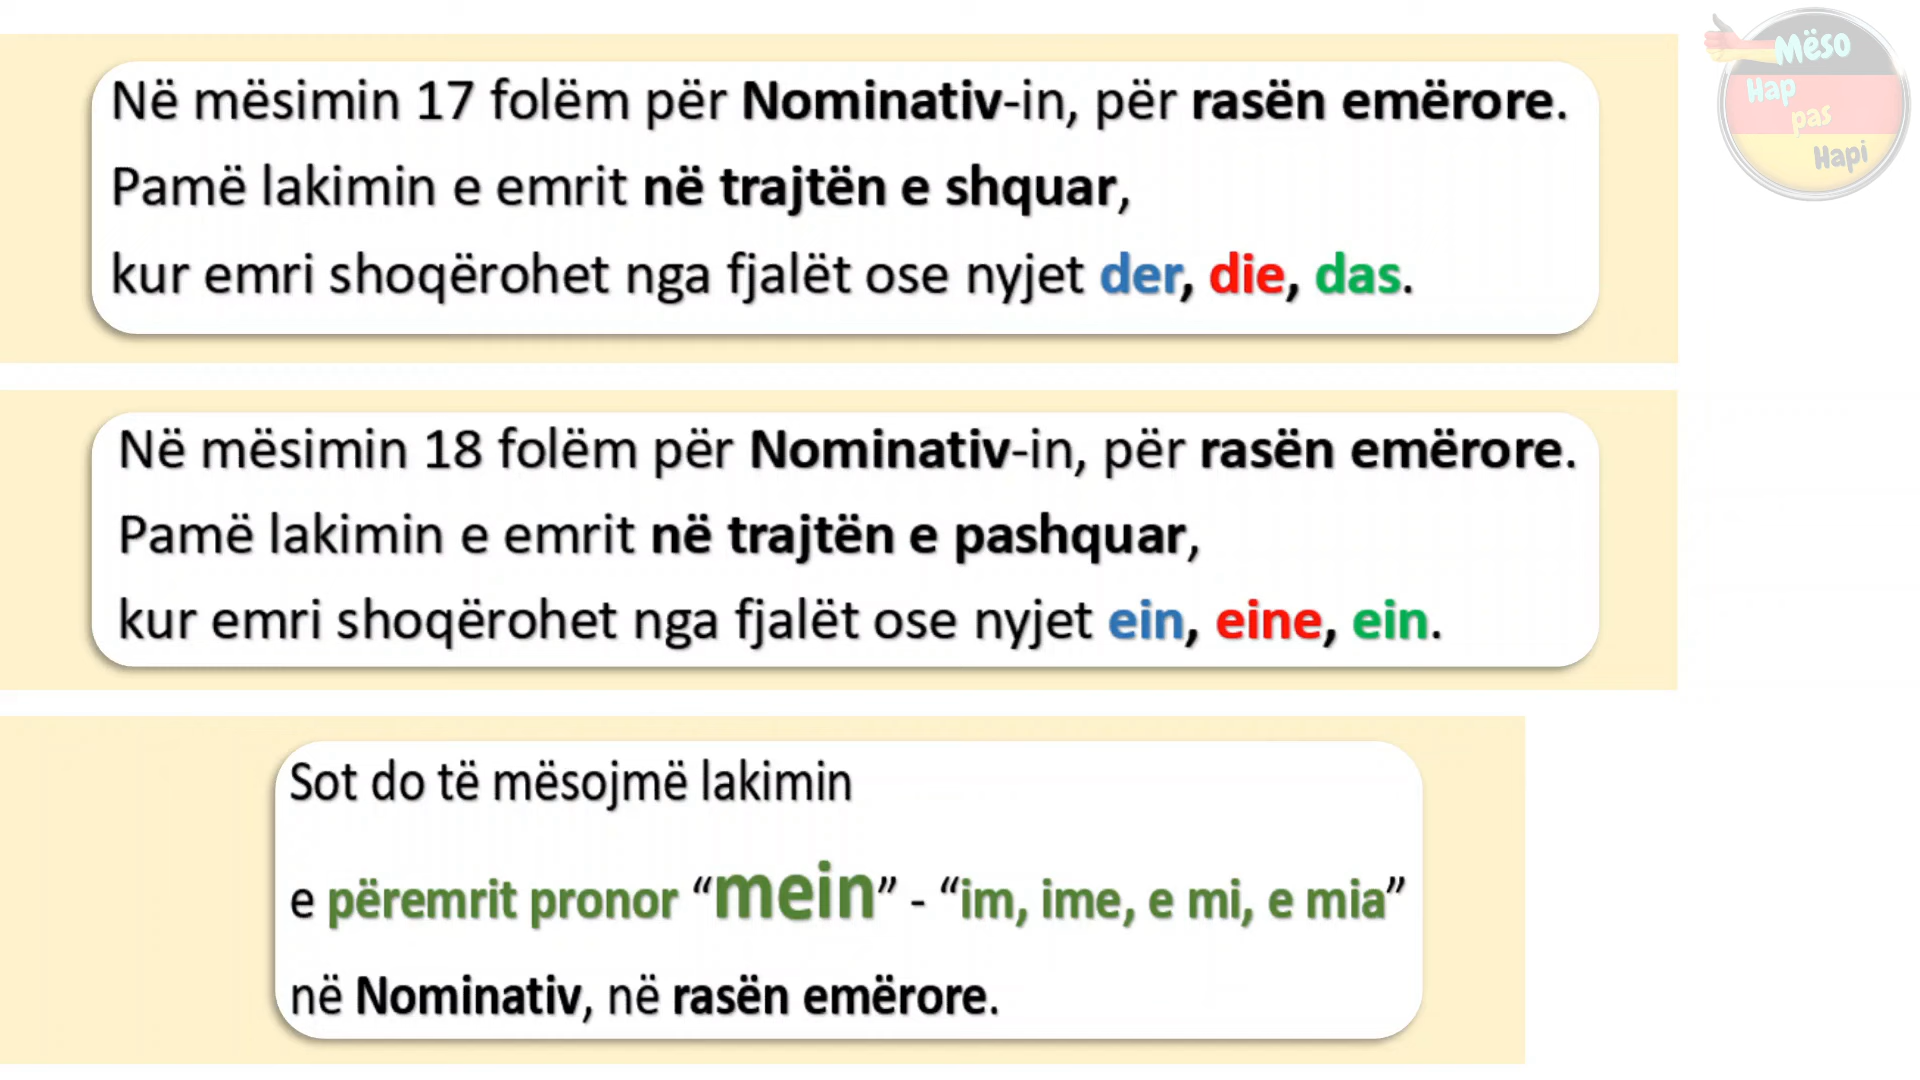 Në mësimin 17 folëm për Nominativ-in, për rasën emërore.
Pamë lakimin e emrit në trajtën e shquar,
kur emri shoqërohet nga fjalët ose nyjet der, die, das.
Në mësimin 18 folëm për Nominativ-in, për rasën emërore.
Pamë lakimin e emrit në trajtën e pashquar,
kur emri shoqërohet nga fjalët ose nyjet ein, eine, ein.
Sot do të mësojmë lakimin
e përemrit pronor “mein” - “im, ime, e mi, e mia”
në Nominativ, në rasën emërore.
Mëso
Hap
pas
Hapi